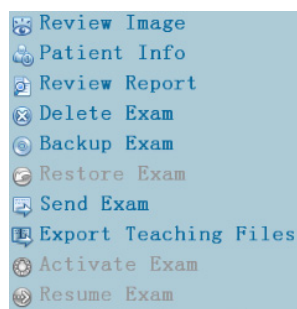 Review Image
Patient Info
Review Report
Delete Exam
Backup Exam
Restore Exam
Send Exam
Export Teaching Files
Activate Exam
Resume Exam